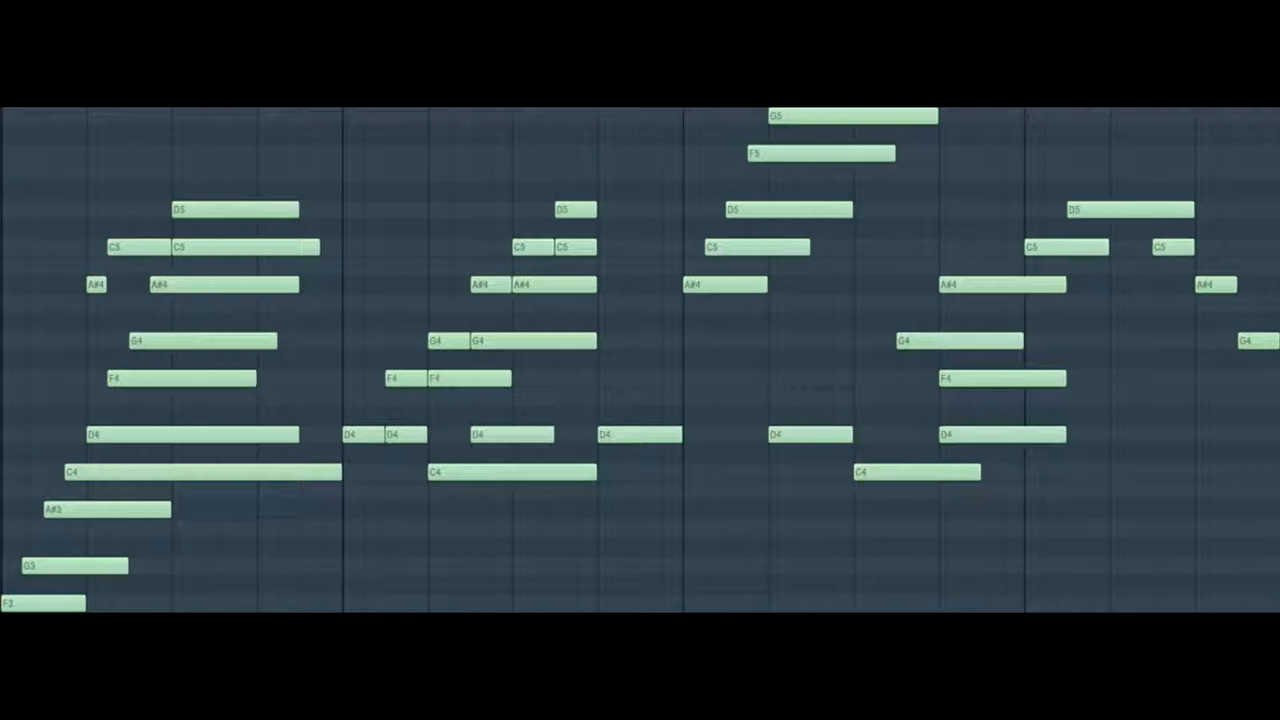 G5
F5
D5 D5 D5 D5
C5 C5 C5 C5 C5 C5 C5
A#4 A#4 A#4 A#4 A#4 A#4 A#4
G4 G4 G4 G4 G4
F4 F4 F4 F4
D4 D4 D4 D4 D4 D4 D4
C4 C4 C4
A#3
G3
F3